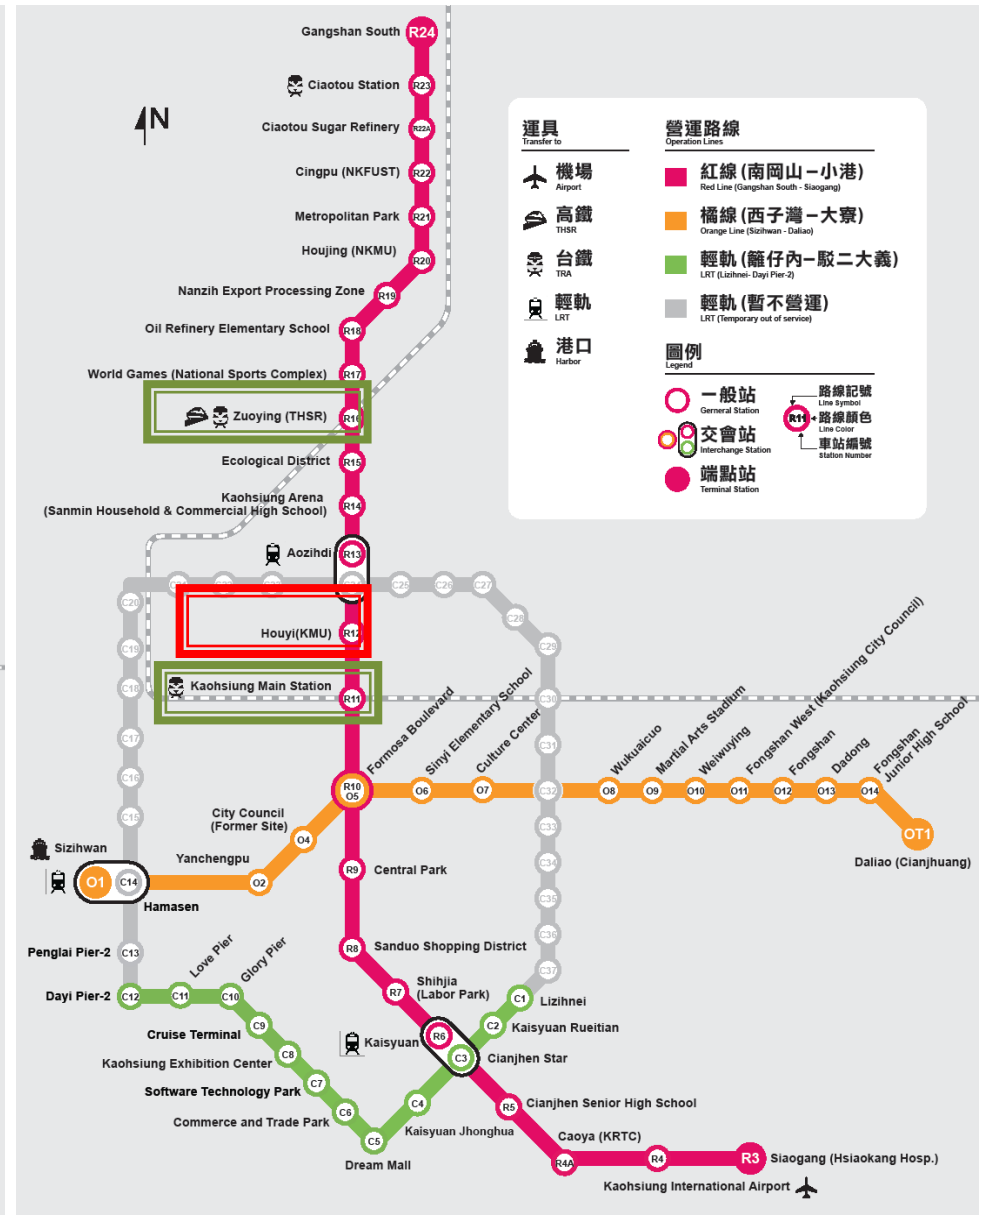 Gangshan South R24
Ciaotou Station R23
Ciaotou Sugar Refinery R22A
Cingpu (NKFUST) R22
Metropolitan Park R21
Houjing (NKMU) R20
Nanzih Export Processing Zone R19
Oil Refinery Elementary School R18
World Games (National Sports Complex) R17
Zuoying (THSR) R16
Ecological District R15
Kaohsiung Arena
(Sanmin Household & Commercial High School) R14
Aozihdi R13
Houyi(KMU) R12
Kaohsiung Main Station R11
N
運具
Transfer to
機場
Airport
高鐵
THSR
台鐵
TRA
輕軌
LRT
港口
Harbor
營運路線
Operation Lines
紅線 (南岡山－小港)
Red Line (Gangshan South - Siaogang)
橘線 (西子灣－大寮)
Orange Line (Sizihwan - Daliao)
輕軌 (籬仔內－駁二大義)
LRT (Lizihnei- Dayi Pier-2)
輕軌 (暫不營運)
LRT (Temporary out of service)
圖例
Legend
一般站
Gerneral Station
交會站
Interchange Station
端點站
Terminal Station
R11
路線記號
Line Symbol
路線顏色
Line Color
車站編號
Station Number
C20
C19
C18
C17
C16
C15
C25
C26
C27
C28
C29
C30
C31
C32
C33
C34
C35
C36
C37
Formosa Boulevard
R10
O5
Sinyi Elementary School
O6
Culture Center
O7
Wukuaicuo
O8
Martial Arts Stadium
O9
Weiwuying
O10
Fongshan West (Kaohsiung City Council)
O11
Fongshan
O12
Dadong
O13
Fongshan
Junior High School
O14
OT1
Daliao (Cianjhuang)
City Council
(Former Site)
O4
Yanchengpu
O2
Sizihwan
O1
C14
Hamasen
Penglai Pier-2 C13
Dayi Pier-2 C12
Love Pier
C11
Glory Pier
C10
Cruise Terminal C9
Kaohsiung Exhibition Center C8
Software Technology Park C7
Commerce and Trade Park C6
C5
Dream Mall
C4
Kaisyuan Jhonghua
R9 Central Park
R8 Sanduo Shopping District
R7 Shihjia
(Labor Park)
C1 Lizihnei
C2 Kaisyuan Rueitian
Kaisyuan R6
C3 Cianjhen Star
R5 Cianjhen Senior High School
Caoya (KRTC)
R4A
R4
Kaohsiung International Airport
R3 Siaogang (Hsiaokang Hosp.)